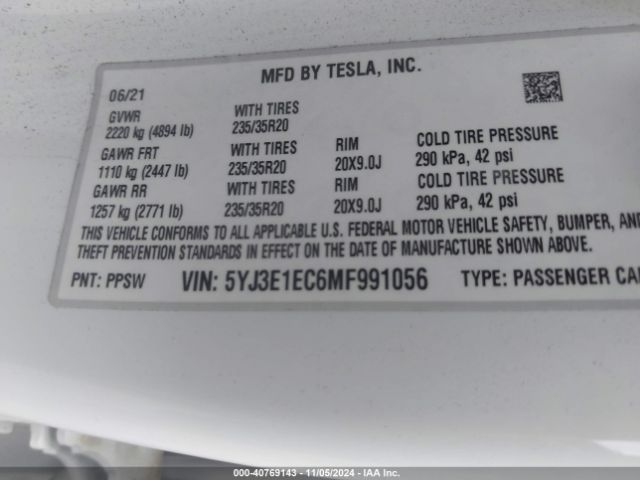 MFD BY TESLA, INC.
06/21
GVWR WITH TIRES
2220 kg (4894 lb) 235/35R20
GAWR FRT WITH TIRES RIM COLD TIRE PRESSURE
1110 kg (2447 lb) 235/35R20 20X9.0J 290 kPa, 42 psi
GAWR RR WITH TIRES RIM COLD TIRE PRESSURE
1257 kg (2771 lb) 235/35R20 20X9.0J 290 kPa, 42 psi
THIS VEHICLE CONFORMS TO ALL APPLICABLE U.S. FEDERAL MOTOR VEHICLE SAFETY, BUMPER, AND
THEFT PREVENTION STANDARDS IN EFFECT ON THE DATE OF MANUFACTURE SHOWN ABOVE.
PNT: PPSW VIN: 5YJ3E1EC6MF991056 TYPE: PASSENGER CAR
000-40769143 - 11/05/2024 - IAA, Inc.